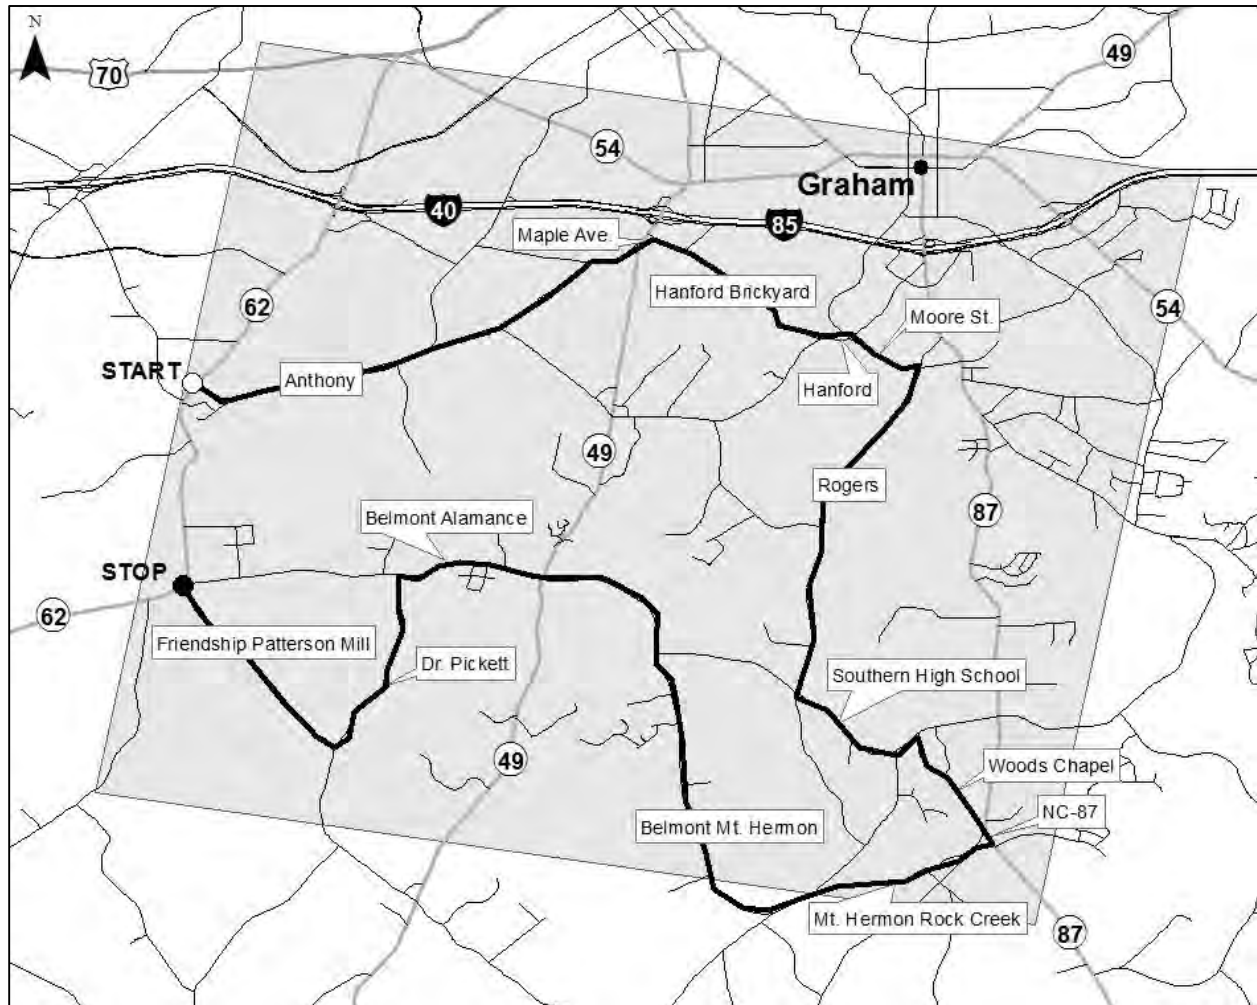 N
70
49
54
Graham
40
85
Maple Ave.
Hanford Brickyard
62
54
Moore St.
START
Anthony
Hanford
49
Rogers
87
Belmont Alamance
STOP
62
Friendship Patterson Mill
Dr. Pickett
Southern High School
49
Woods Chapel
NC-87
Belmont Mt. Hermon
Mt. Hermon Rock Creek
87